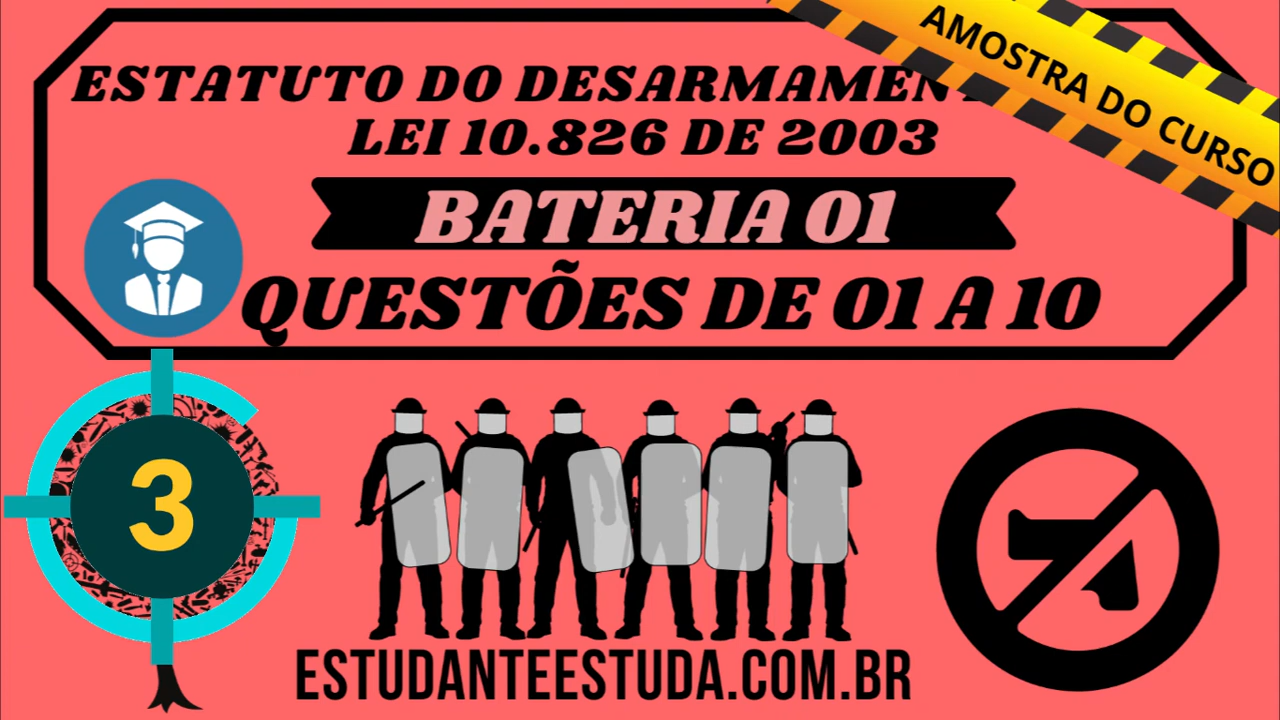 ESTATUTO DO DESARMAMEN
LEI 10.826 DE 2003
AMOSTRA DO CURSO
BATERIA 01
QUESTÕES DE 01 A 10
3
ESTUDANTEESTUDA.COM.BR